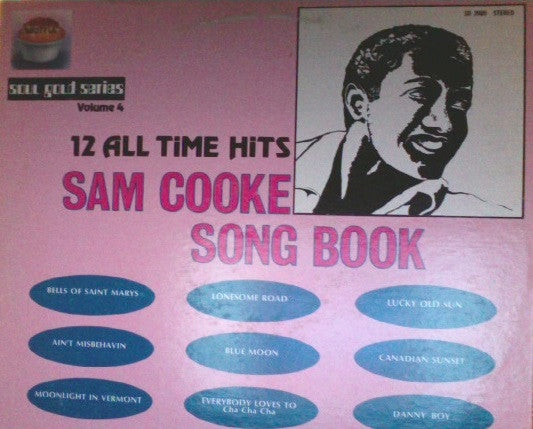 SD 2980 STEREO
SOUL gold series
Volume 4
12 ALL TiME HiTS
SAM COOKE
SONG BOOK
BELLS OF SAINT MARYS
LONESOME ROAD
LUCKY OLD SUN
AIN'T MISBEHAVIN
BLUE MOON
CANADIAN SUNSET
MOONLIGHT IN VERMONT
EVERYBODY LOVES TO
Cha Cha Cha
DANNY BOY